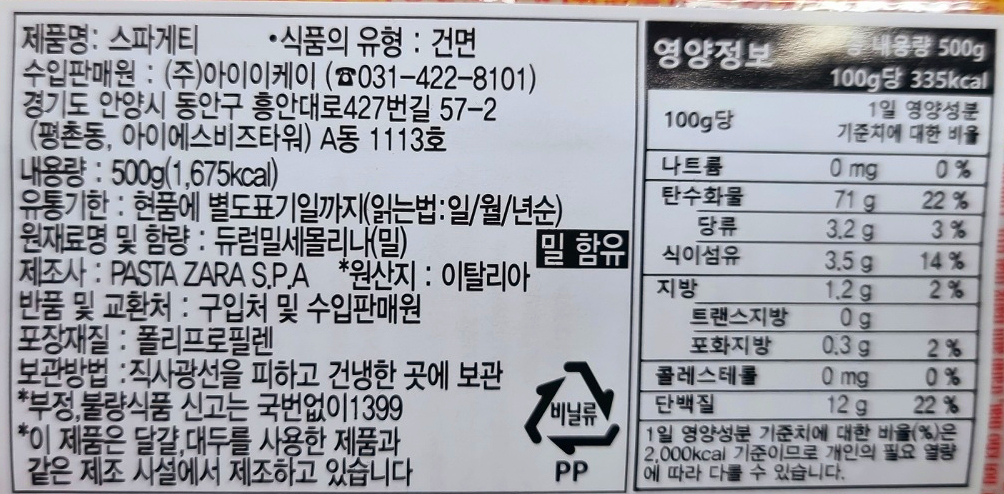 제품명: 스파게티 •식품의 유형 : 건면
수입판매원 : (주)아이이케이 (☎031-422-8101)
경기도 안양시 동안구 흥안대로427번길 57-2
(평촌동, 아이에스비즈타워) A동 1113호
내용량 : 500g(1,675kcal)
유통기한 : 현품에 별도표기일까지(읽는법:일/월/년순)
원재료명 및 함량 : 듀럼밀세몰리나(밀)
밀 함유
제조사 : PASTA ZARA S.P.A *원산지 : 이탈리아
반품 및 교환처 : 구입처 및 수입판매원
포장재질 : 폴리프로필렌
보관방법 :직사광선을 피하고 건냉한 곳에 보관
*부정,불량식품 신고는 국번없이1399
*이 제품은 달걀,대두를 사용한 제품과
같은 제조 시설에서 제조하고 있습니다
비닐류
PP
영양정보
총 내용량 500g
100g당 335kcal
100g당 1일 영양성분
기준치에 대한 비율
나트륨 0 mg 0 %
탄수화물 71 g 22 %
당류 3.2 g 3 %
식이섬유 3.5 g 14 %
지방 1.2 g 2 %
트랜스지방 0 g
포화지방 0.3 g 2 %
콜레스테롤 0 mg 0 %
단백질 12 g 22 %
1일 영양성분 기준치에 대한 비율(%)은
2,000kcal 기준이므로 개인의 필요 열량
에 따라 다를 수 있습니다.